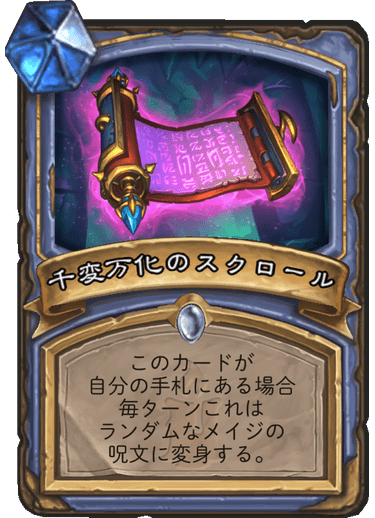 千変万化のスクロール
このカードが
自分の手札にある場合
毎ターンこれは
ランダムなメイジの
呪文に変身する。